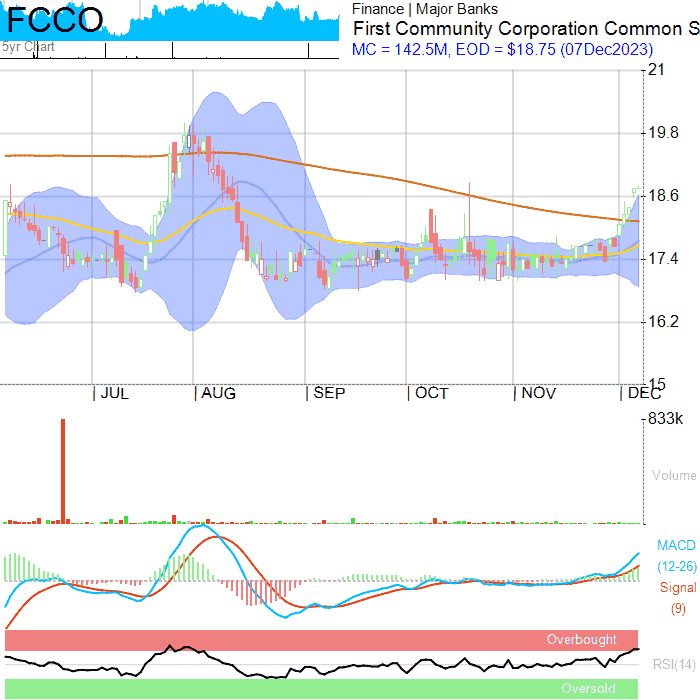 FCCO
5yr Chart
Finance | Major Banks
First Community Corporation Common S
MC = 142.5M, EOD = $18.75 (07Dec2023)
21
19.8
18.6
17.4
16.2
15
JUL AUG SEP OCT NOV DEC
833k
Volume
MACD
(12-26)
Signal
(9)
Overbought
RSI(14)
Oversold